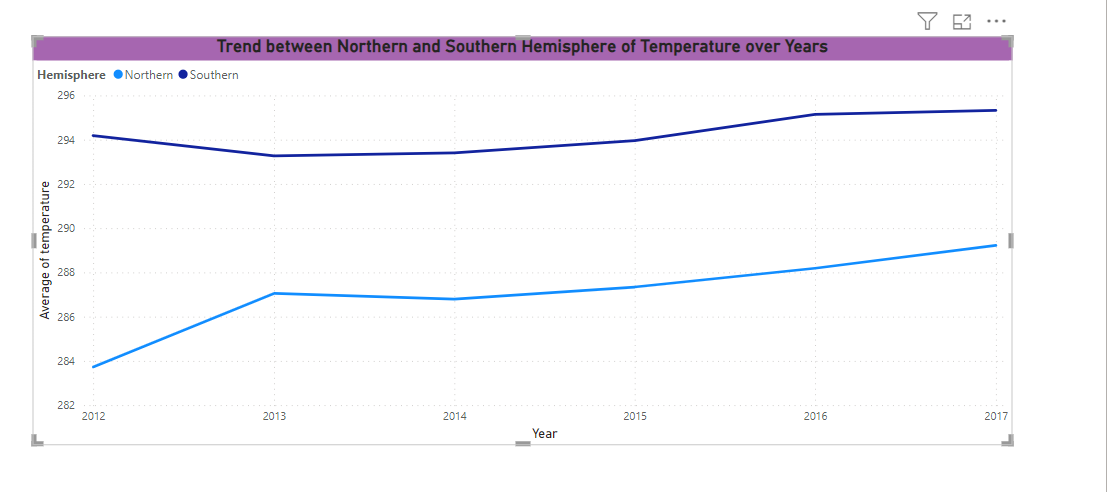 Trend between Northern and Southern Hemisphere of Temperature over Years
Hemisphere Northern Southern
296
294
292
290
288
286
284
282
Average of temperature
2012 2013 2014 2015 2016 2017
Year